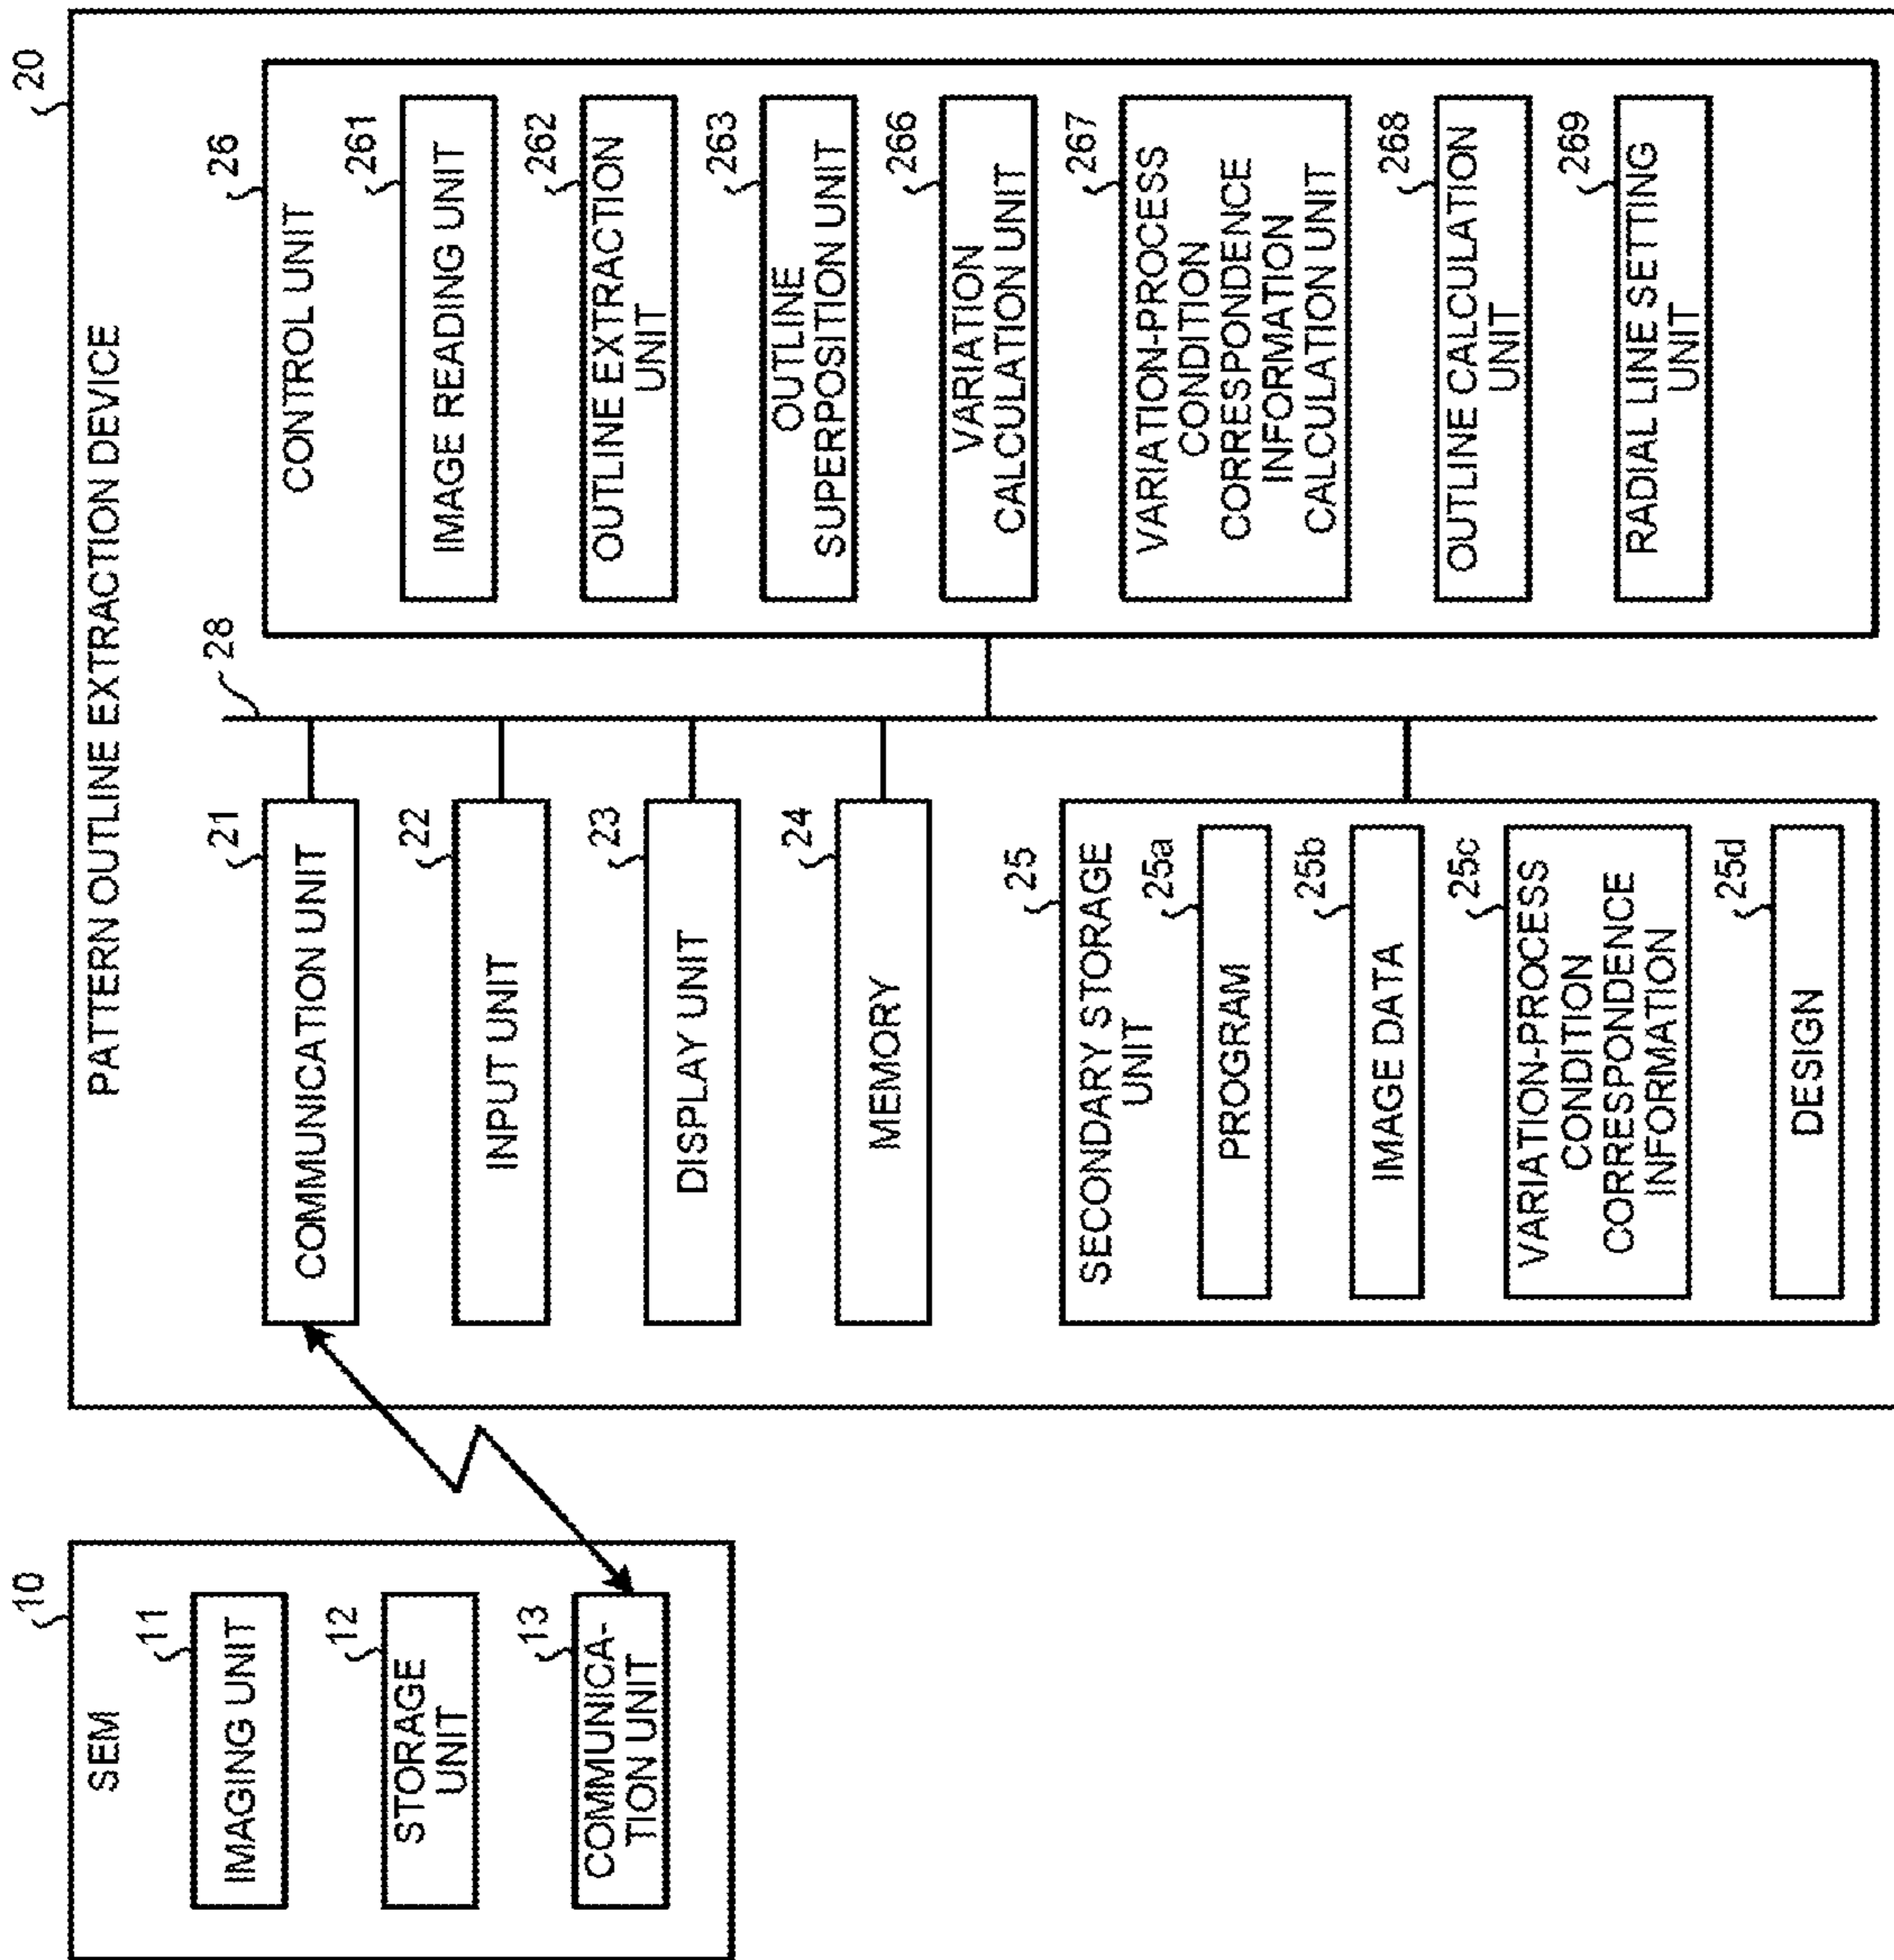 10
SEM
11
IMAGING UNIT
12
STORAGE
UNIT
13
COMMUNICA-
TION UNIT
20
PATTERN OUTLINE EXTRACTION DEVICE
21
COMMUNICATION UNIT
22
INPUT UNIT
23
DISPLAY UNIT
24
MEMORY
25
SECONDARY STORAGE
UNIT
25a
PROGRAM
25b
IMAGE DATA
25c
VARIATION-PROCESS
CONDITION
CORRESPONDENCE
INFORMATION
25d
DESIGN
28
26
CONTROL UNIT
261
IMAGE READING UNIT
262
OUTLINE EXTRACTION
UNIT
263
OUTLINE
SUPERPOSITION UNIT
266
VARIATION
CALCULATION UNIT
267
VARIATION-PROCESS
CONDITION
CORRESPONDENCE
INFORMATION
CALCULATION UNIT
268
OUTLINE CALCULATION
UNIT
269
RADIAL LINE SETTING
UNIT